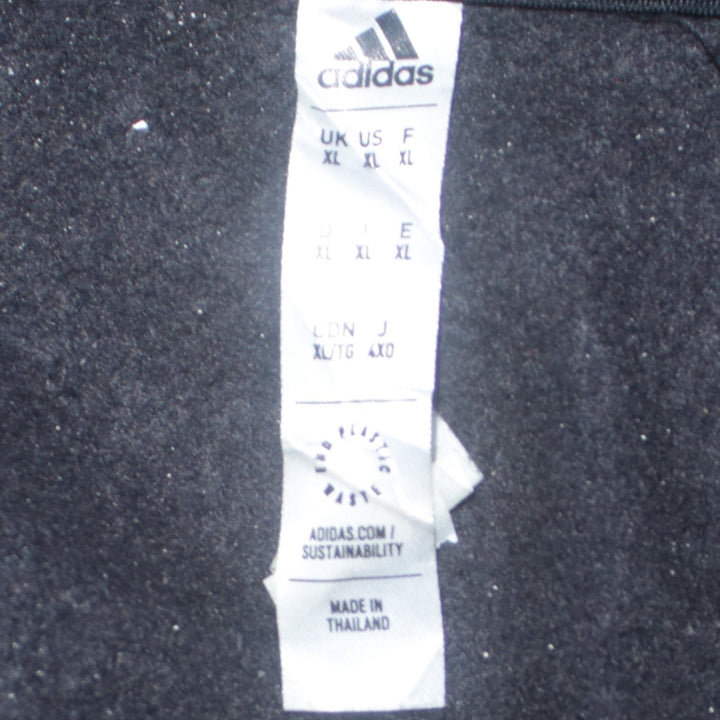 adidas
UK US F
XL XL XL
D I E
XL XL XL
CDN J
XL/TG 4XO
END PLASTIC WASTE
ADIDAS.COM /
SUSTAINABILITY
MADE IN
THAILAND